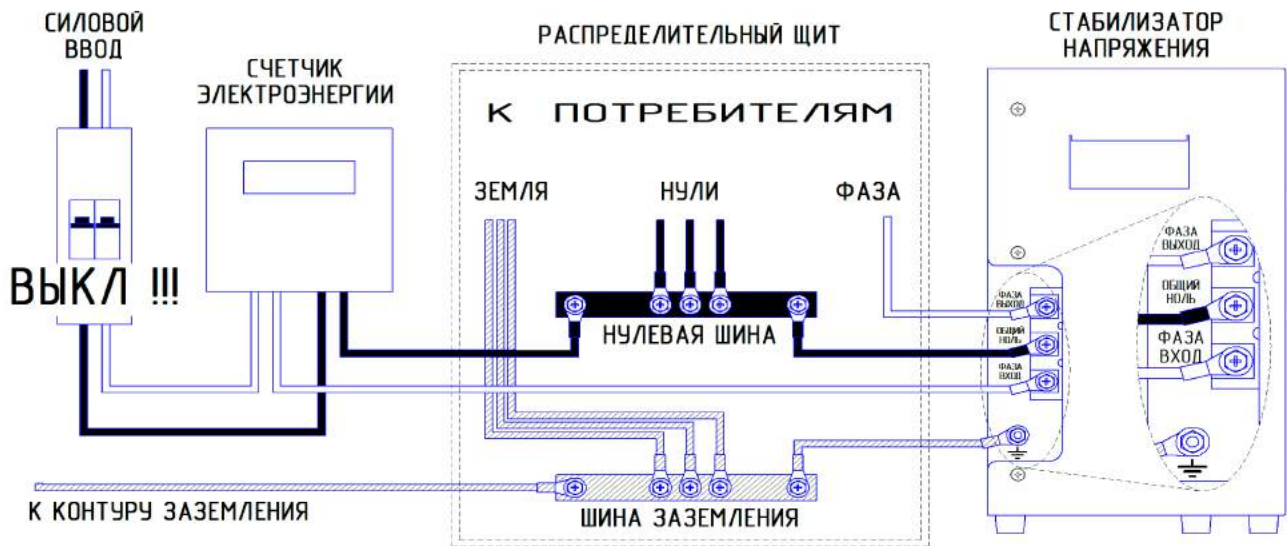 СИЛОВОЙ
ВВОД
СЧЕТЧИК
ЭЛЕКТРОЭНЕРГИИ
РАСПРЕДЕЛИТЕЛЬНЫЙ ЩИТ
СТАБИЛИЗАТОР
НАПРЯЖЕНИЯ
К ПОТРЕБИТЕЛЯМ
ЗЕМЛЯ
НУЛИ
ФАЗА
ВЫКЛ !!!
НУЛЕВАЯ ШИНА
ФАЗА
ВЫХОД
ОБЩИЙ
НОЛЬ
ФАЗА
ВХОД
ФАЗА
ВЫХОД
ОБЩИЙ
НОЛЬ
ФАЗА
ВХОД
К КОНТУРУ ЗАЗЕМЛЕНИЯ
ШИНА ЗАЗЕМЛЕНИЯ